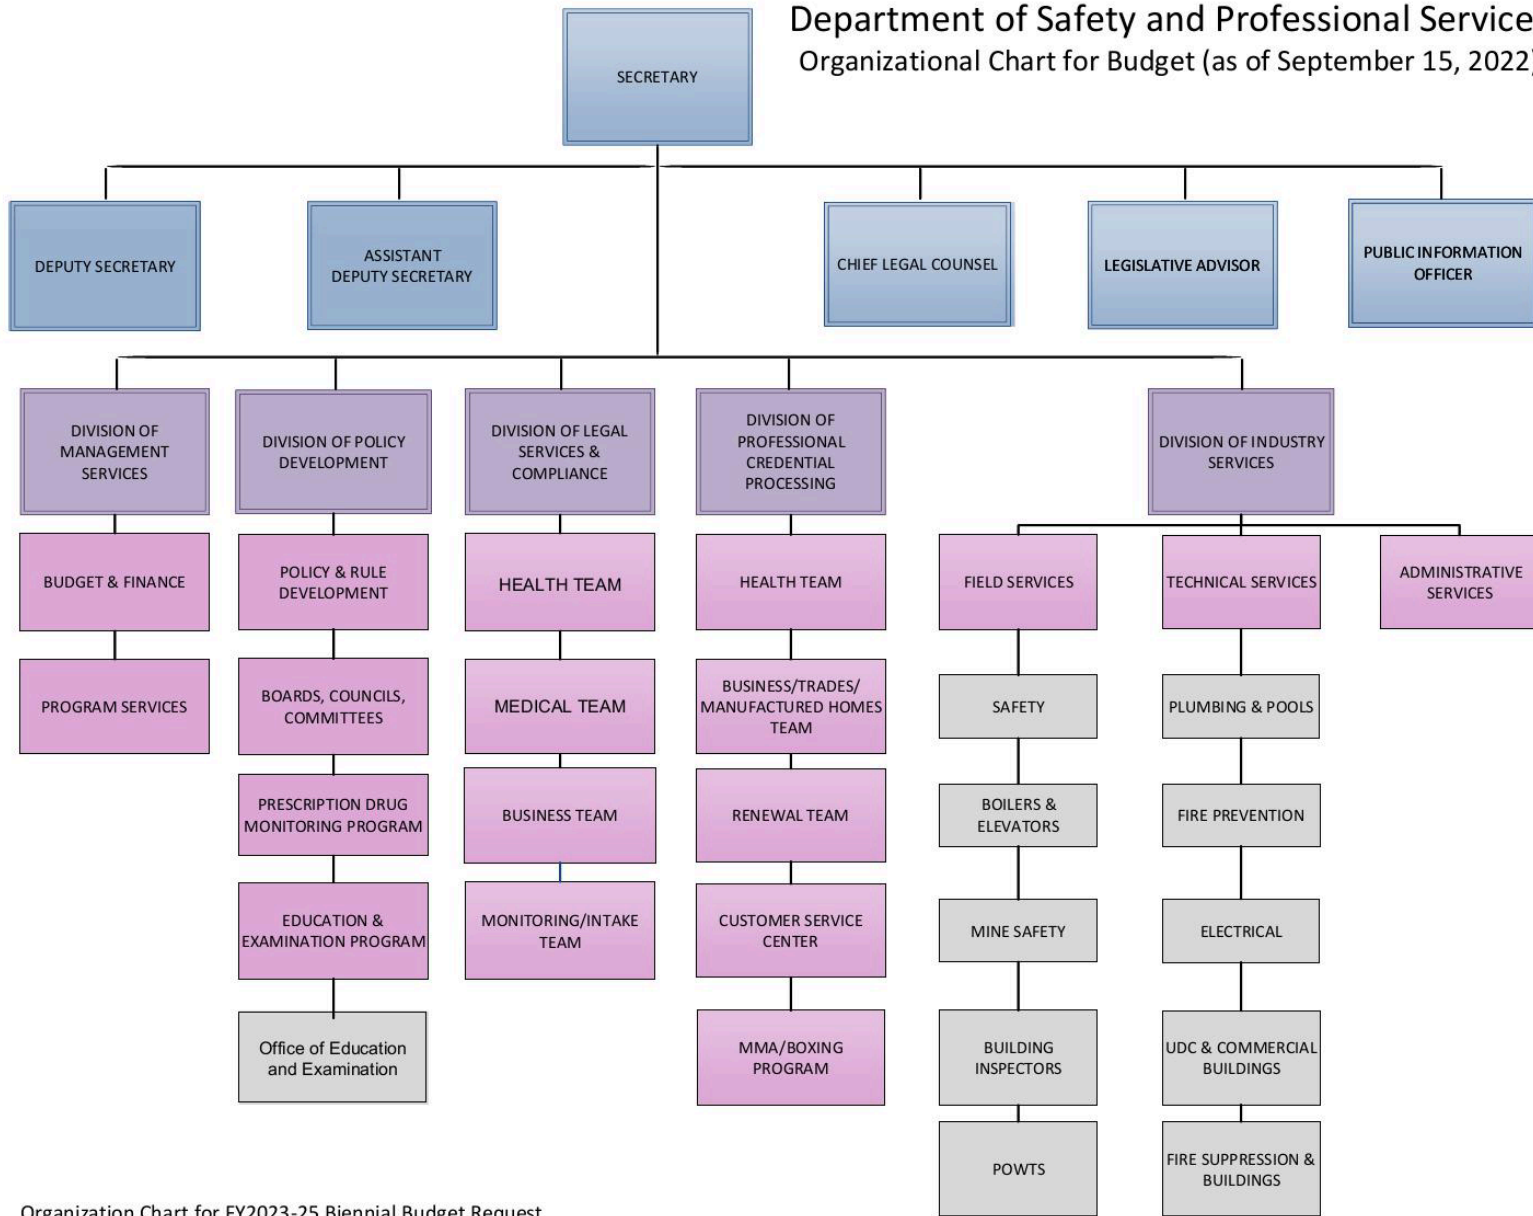 Department of Safety and Professional Service
Organizational Chart for Budget (as of September 15, 2022)
SECRETARY
DEPUTY SECRETARY
ASSISTANT
DEPUTY SECRETARY
CHIEF LEGAL COUNSEL
LEGISLATIVE ADVISOR
PUBLIC INFORMATION
OFFICER
DIVISION OF
MANAGEMENT
SERVICES
DIVISION OF POLICY
DEVELOPMENT
DIVISION OF LEGAL
SERVICES &
COMPLIANCE
DIVISION OF
PROFESSIONAL
CREDENTIAL
PROCESSING
DIVISION OF INDUSTRY
SERVICES
BUDGET & FINANCE
POLICY & RULE
DEVELOPMENT
HEALTH TEAM
HEALTH TEAM
FIELD SERVICES
TECHNICAL SERVICES
ADMINISTRATIVE
SERVICES
PROGRAM SERVICES
BOARDS, COUNCILS,
COMMITTEES
MEDICAL TEAM
BUSINESS/TRADES/
MANUFACTURED HOMES
TEAM
SAFETY
PLUMBING & POOLS
PRESCRIPTION DRUG
MONITORING PROGRAM
BUSINESS TEAM
RENEWAL TEAM
BOILERS &
ELEVATORS
FIRE PREVENTION
EDUCATION &
EXAMINATION PROGRAM
MONITORING/INTAKE
TEAM
CUSTOMER SERVICE
CENTER
MINE SAFETY
ELECTRICAL
Office of Education
and Examination
MMA/BOXING
PROGRAM
BUILDING
INSPECTORS
UDC & COMMERCIAL
BUILDINGS
POWTS
FIRE SUPPRESSION &
BUILDINGS
Organization Chart for FY2023-25 Biennial Budget Request